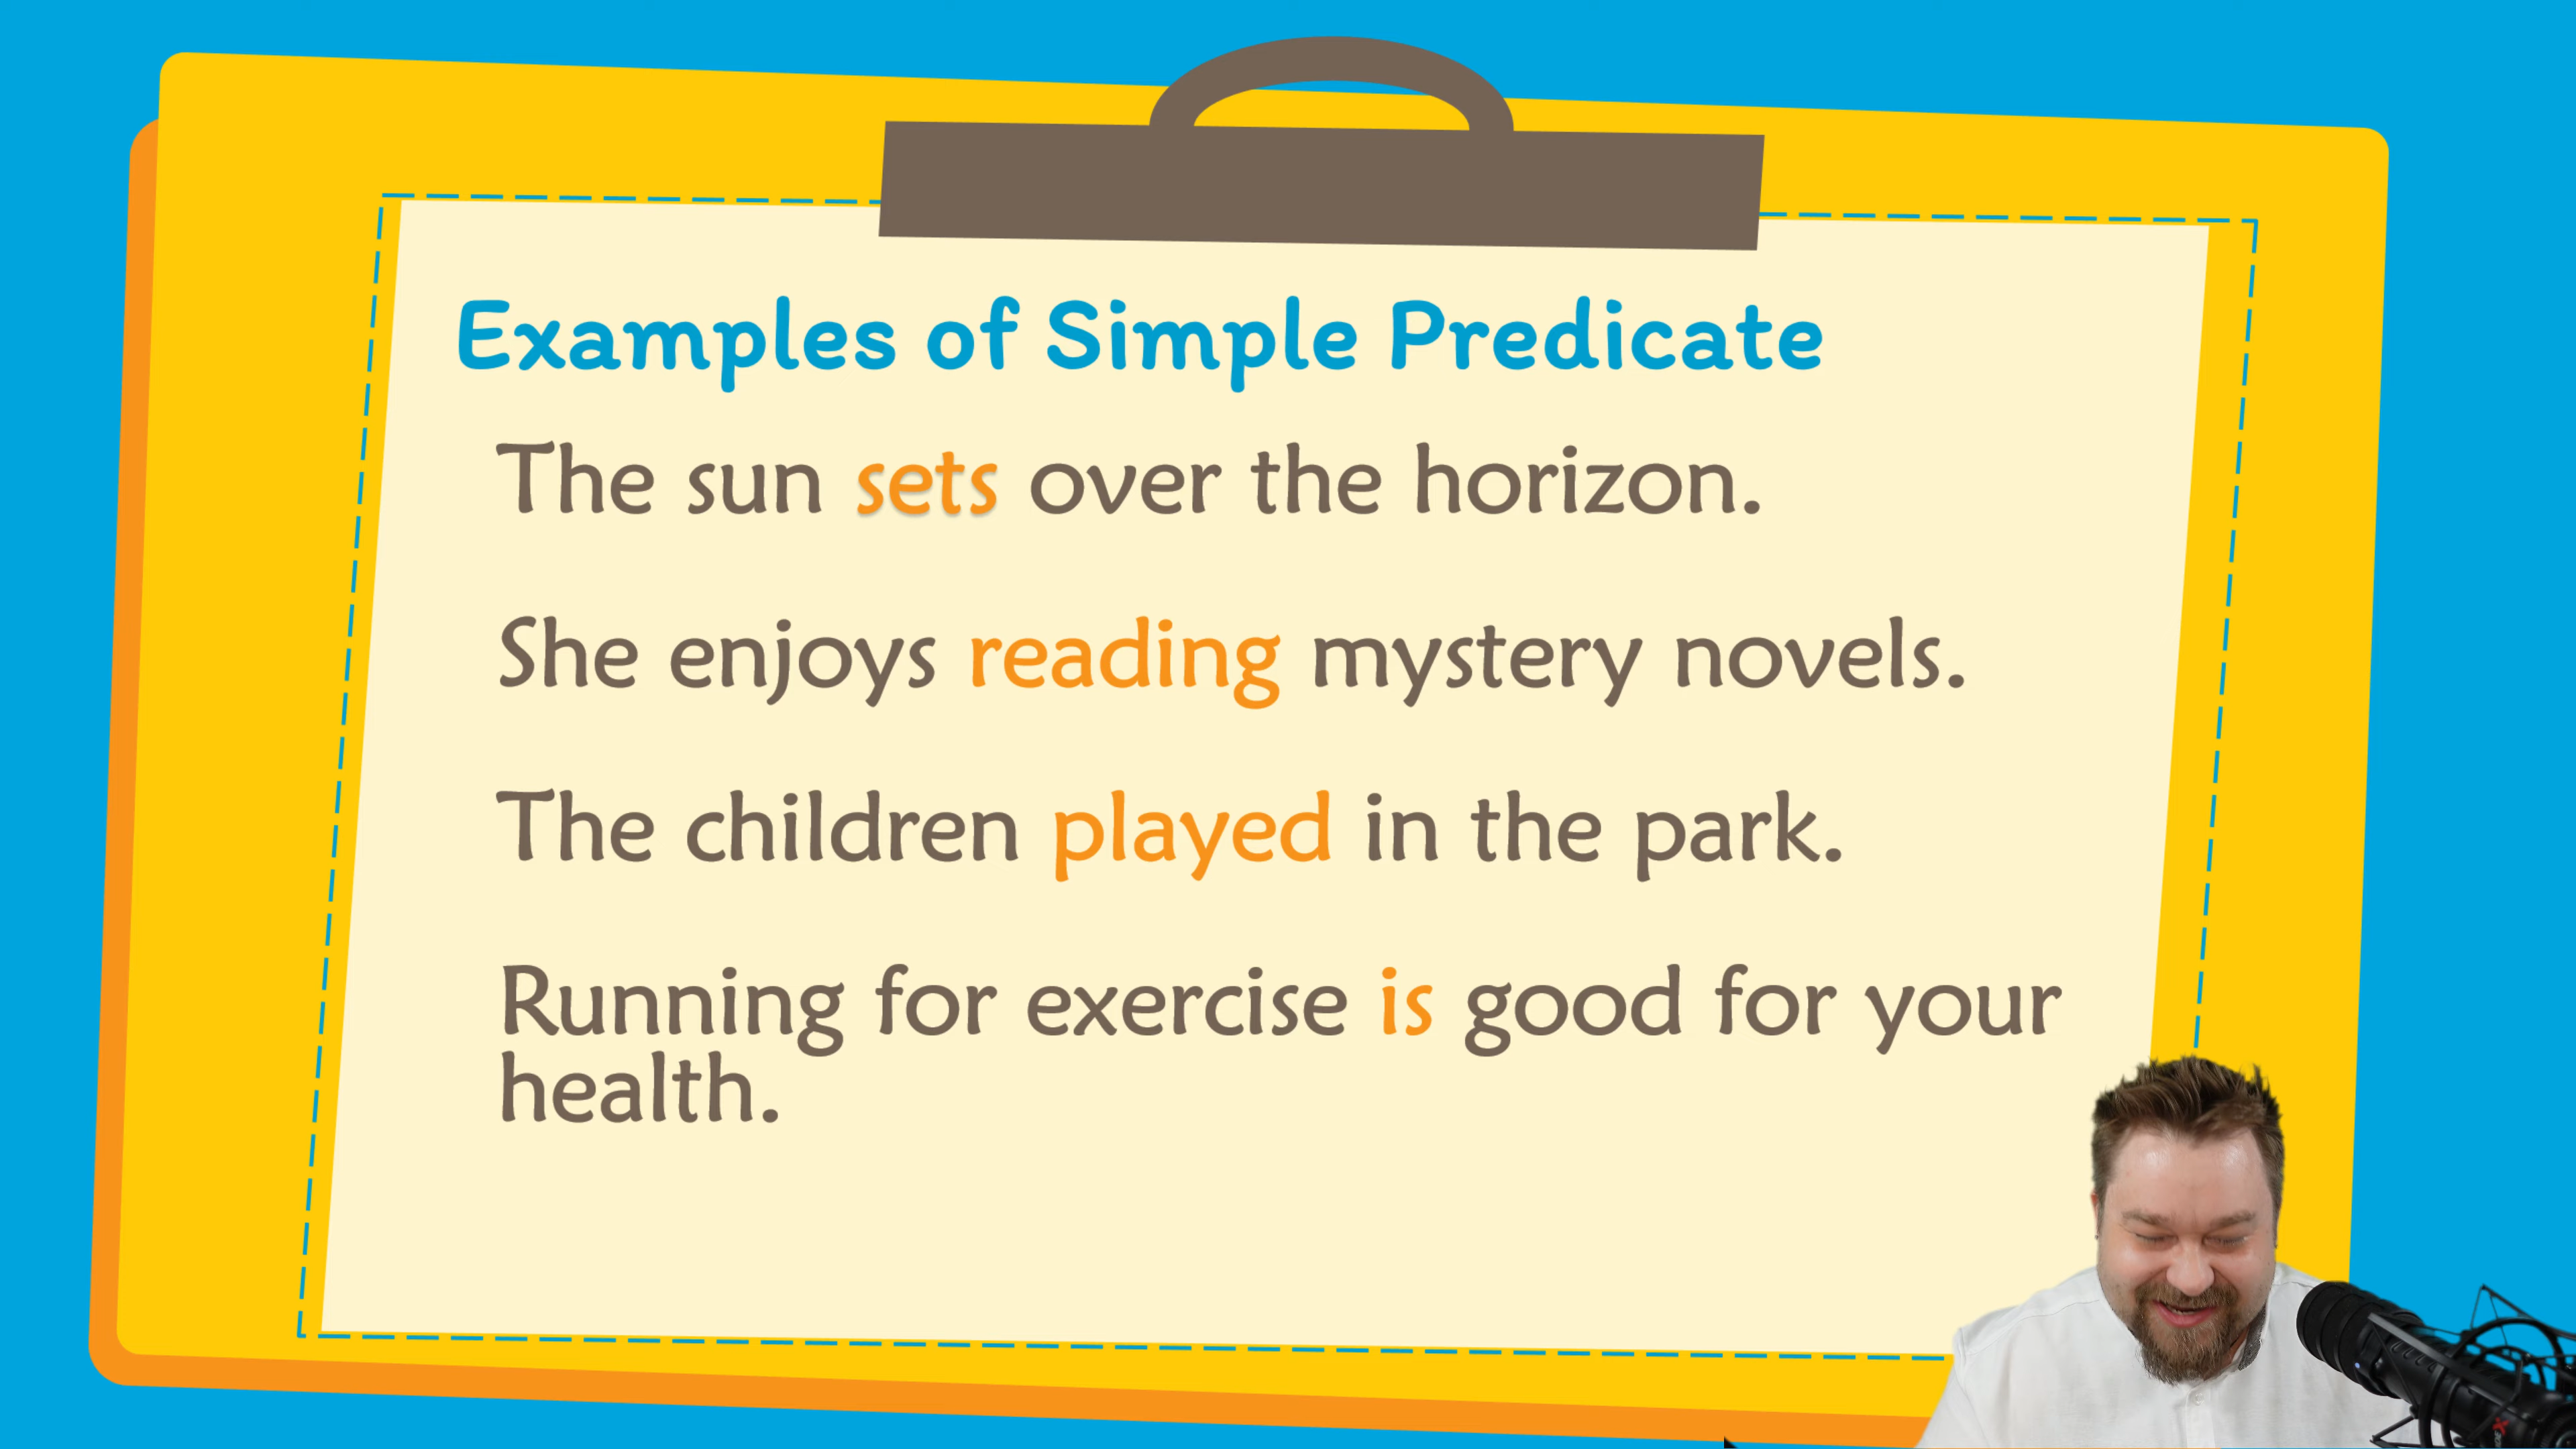 Examples of Simple Predicate
The sun sets over the horizon.
She enjoys reading mystery novels.
The children played in the park.
Running for exercise is good for your
health.